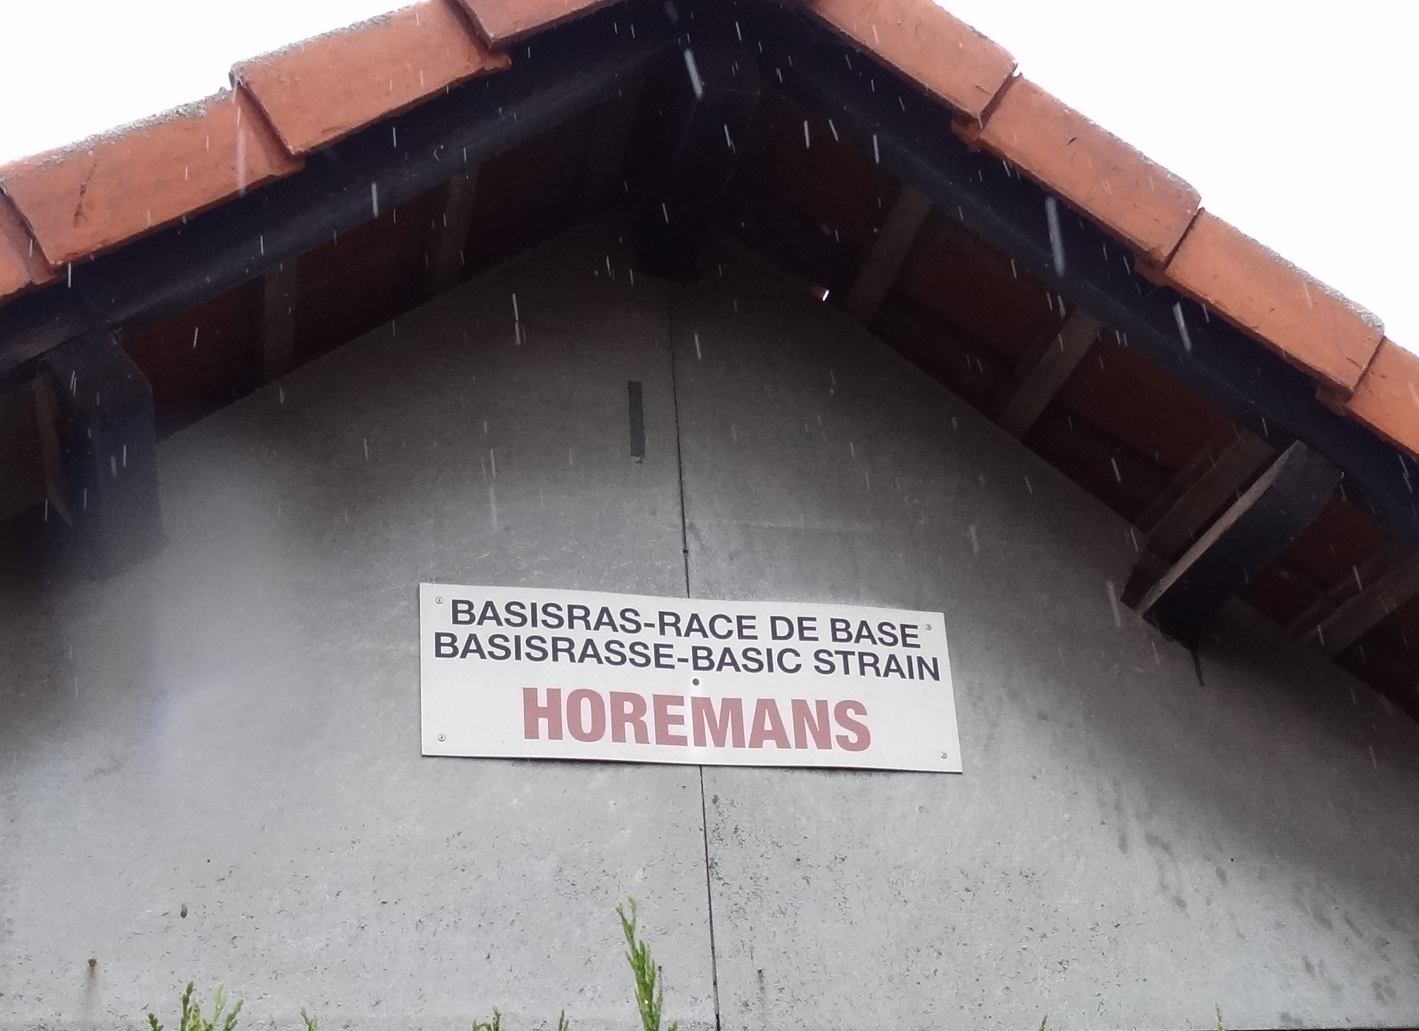 BASISRAS-RACE DE BASE
BASISRASSE-BASIC STRAIN
HOREMANS